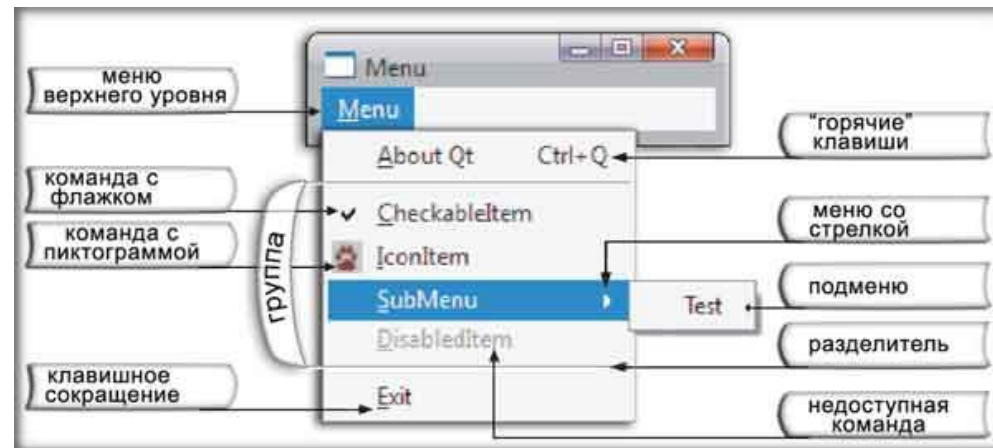 Menu
Menu
About Qt Ctrl+Q
CheckableItem
IconItem
SubMenu
Test
DisabledItem
Exit
меню
верхнего уровня
команда с
флажком
команда с
пиктограммой
группа
клавишное
сокращение
"горячие"
клавиши
меню со
стрелкой
подменю
разделитель
недоступная
команда